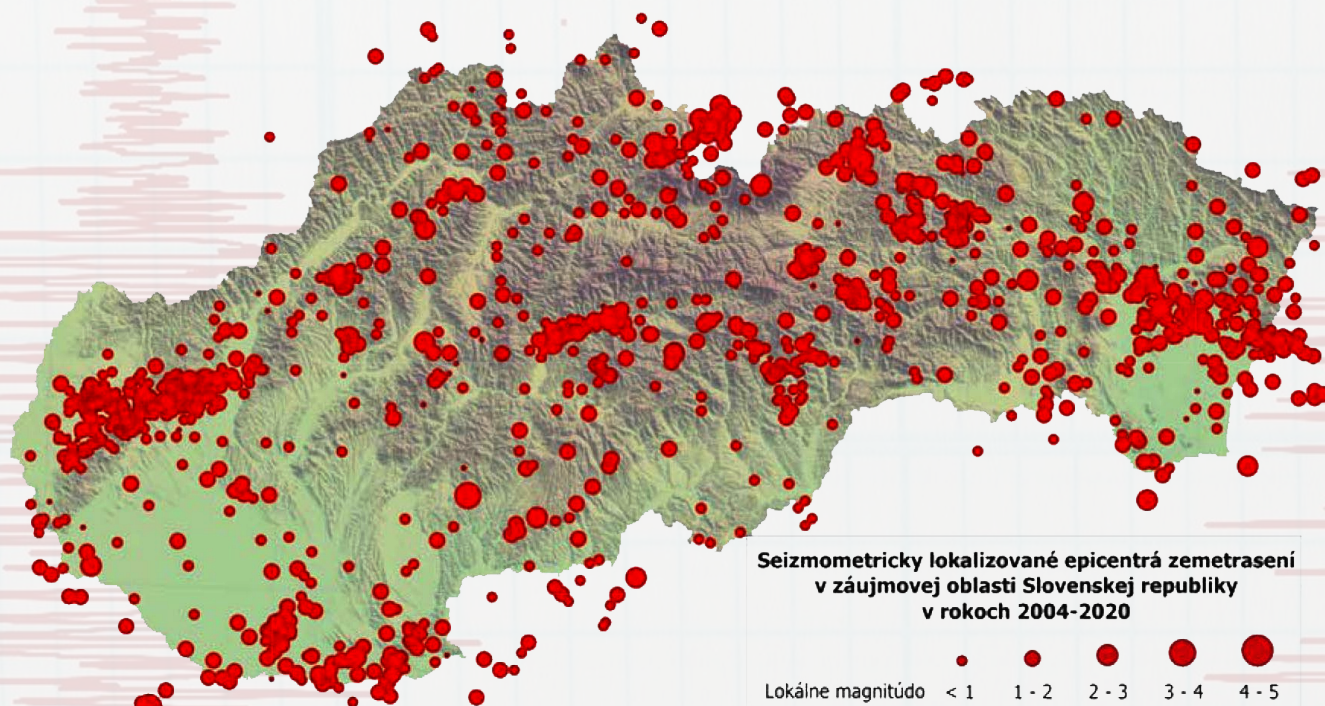 Seizmometricky lokalizované epicentrá zemetrasení
v záujmovej oblasti Slovenskej republiky
v rokoch 2004-2020
Lokálne magnitúdo < 1 1 - 2 2 - 3 3 - 4 4 - 5